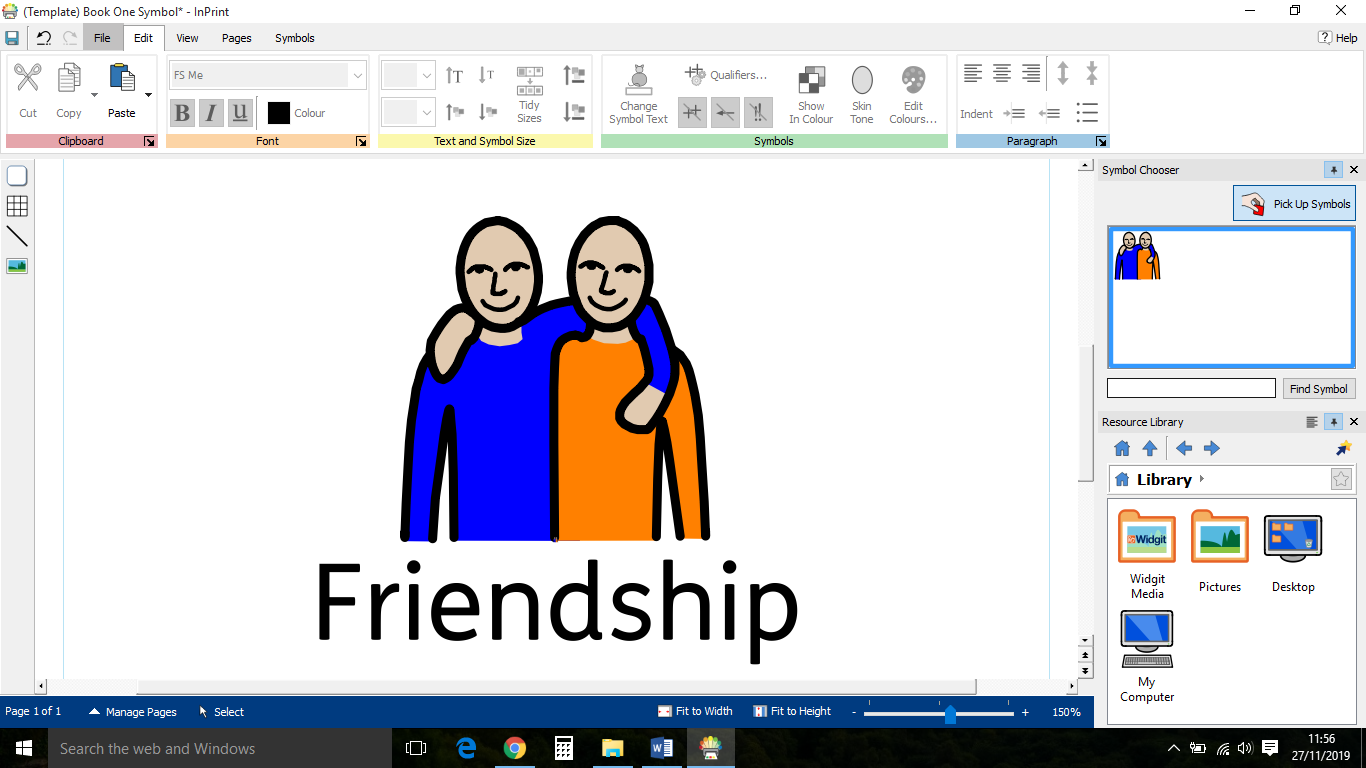 (Template) Book One Symbol* - InPrint
File Edit View Pages Symbols Help
Cut Copy Paste
Clipboard
FS Me
B I U Colour
Font
Tidy
Sizes
Text and Symbol Size
Change
Symbol Text
Qualifiers...
Show
In Colour
Skin
Tone
Edit
Colours...
Symbols
Indent
Paragraph
Symbol Chooser
Pick Up Symbols
Find Symbol
Resource Library
Library
Widgit
Widgit
Media
Pictures
Desktop
My
Computer
Friendship
Page 1 of 1 Manage Pages Select Fit to Width Fit to Height - + 150%
Search the web and Windows
11:56
27/11/2019